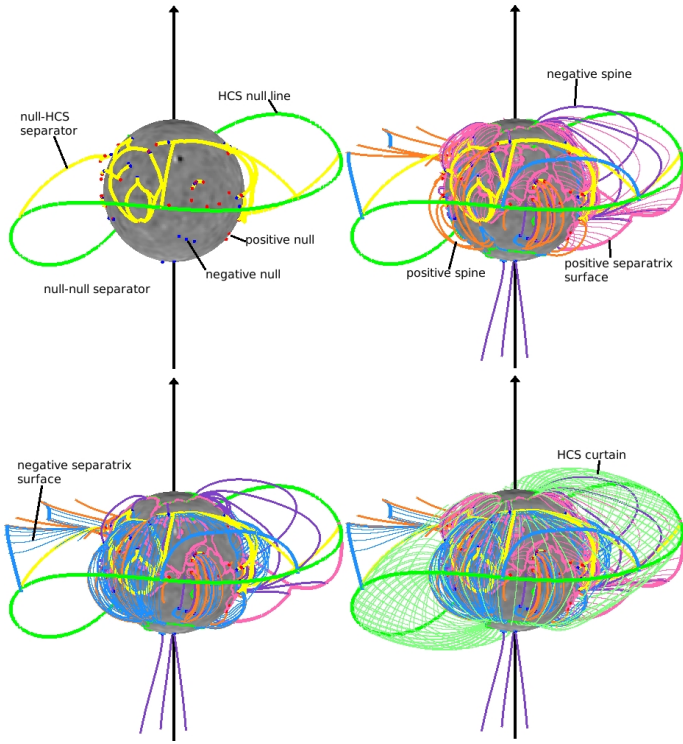 HCS null line
null-HCS
separator
positive null
negative null
null-null separator
negative spine
positive spine
positive separatrix
surface
negative separatrix
surface
HCS curtain